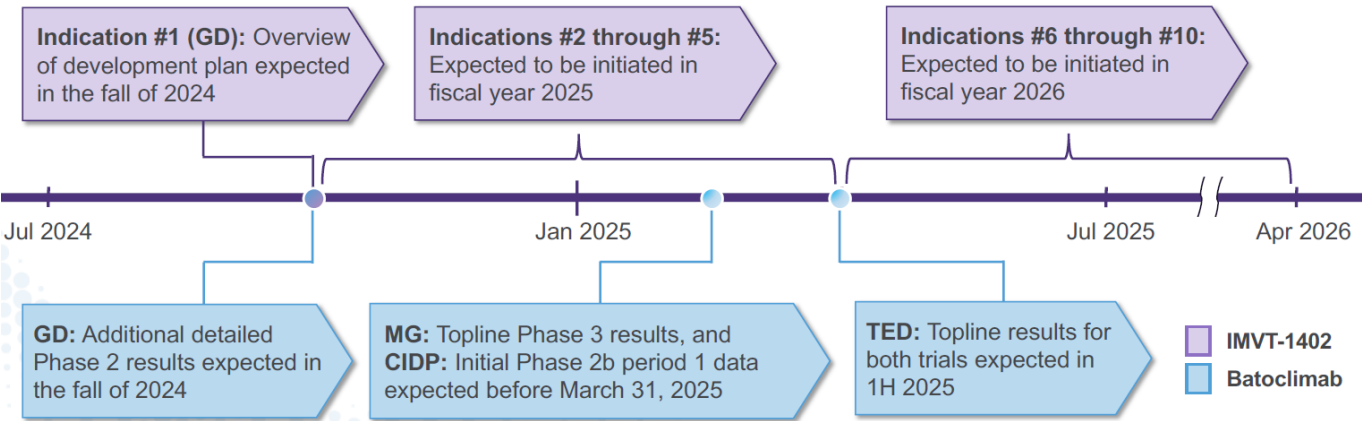 Indication #1 (GD): Overview
of development plan expected
in the fall of 2024
Indications #2 through #5:
Expected to be initiated in
fiscal year 2025
Indications #6 through #10:
Expected to be initiated in
fiscal year 2026
Jul 2024
Jan 2025
Jul 2025
Apr 2026
GD: Additional detailed
Phase 2 results expected in
the fall of 2024
MG: Topline Phase 3 results, and
CIDP: Initial Phase 2b period 1 data
expected before March 31, 2025
TED: Topline results for
both trials expected in
1H 2025
IMVT-1402
Batoclimab